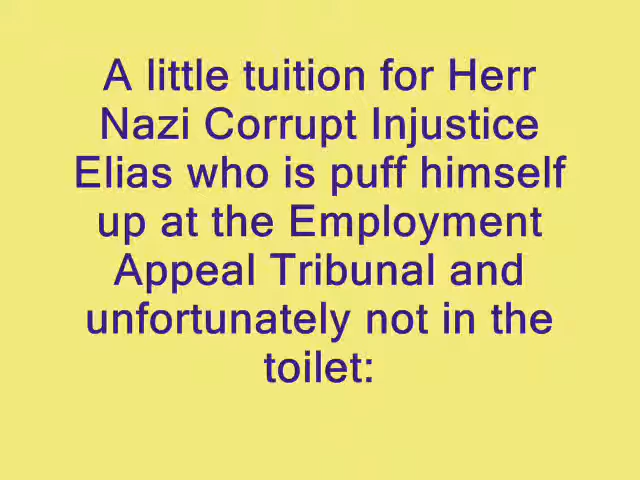 A little tuition for Herr
Nazi Corrupt Injustice
Elias who is puff himself
up at the Employment
Appeal Tribunal and
unfortunately not in the
toilet: